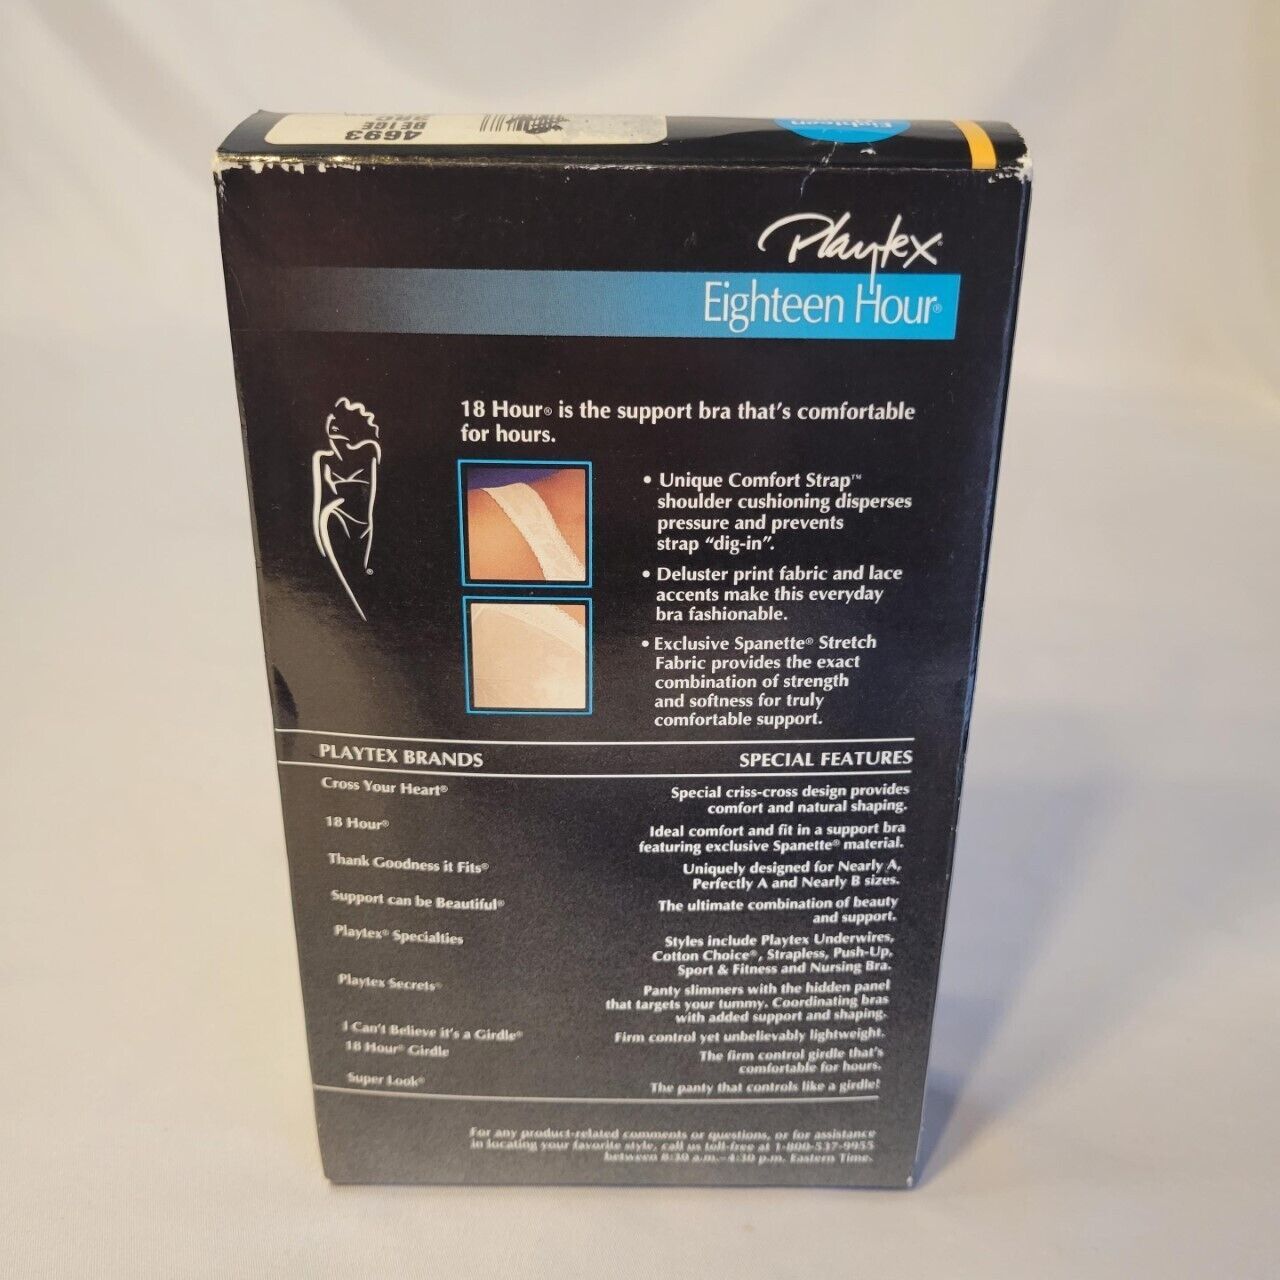 4693
BEIGE
Eighteen
Playtex
Eighteen Hour®
18 Hour® is the support bra that's comfortable
for hours.
• Unique Comfort Strap™
shoulder cushioning disperses
pressure and prevents
strap "dig-in".
• Deluster print fabric and lace
accents make this everyday
bra fashionable.
• Exclusive Spanette® Stretch
Fabric provides the exact
combination of strength
and softness for truly
comfortable support.
PLAYTEX BRANDS SPECIAL FEATURES
Cross Your Heart® Special criss-cross design provides
comfort and natural shaping.
18 Hour® Ideal comfort and fit in a support bra
featuring exclusive Spanette® material.
Thank Goodness it Fits® Uniquely designed for Nearly A,
Perfectly A and Nearly B sizes.
Support can be Beautiful® The ultimate combination of beauty
and support.
Playtex® Specialties Styles include Playtex Underwires,
Cotton Choice®, Strapless, Push-Up,
Sport & Fitness and Nursing Bra.
Playtex Secrets® Panty slimmers with the hidden panel
that targets your tummy. Coordinating bras
with added support and shaping.
I Can't Believe it's a Girdle® Firm control yet unbelievably lightweight.
18 Hour® Girdle The firm control girdle that's
comfortable for hours.
Super Look® The panty that controls like a girdle!
For any product-related comments or questions, or for assistance
in locating your favorite style, call us toll-free at 1-800-537-9955
between 8:30 a.m.–4:30 p.m. Eastern Time.